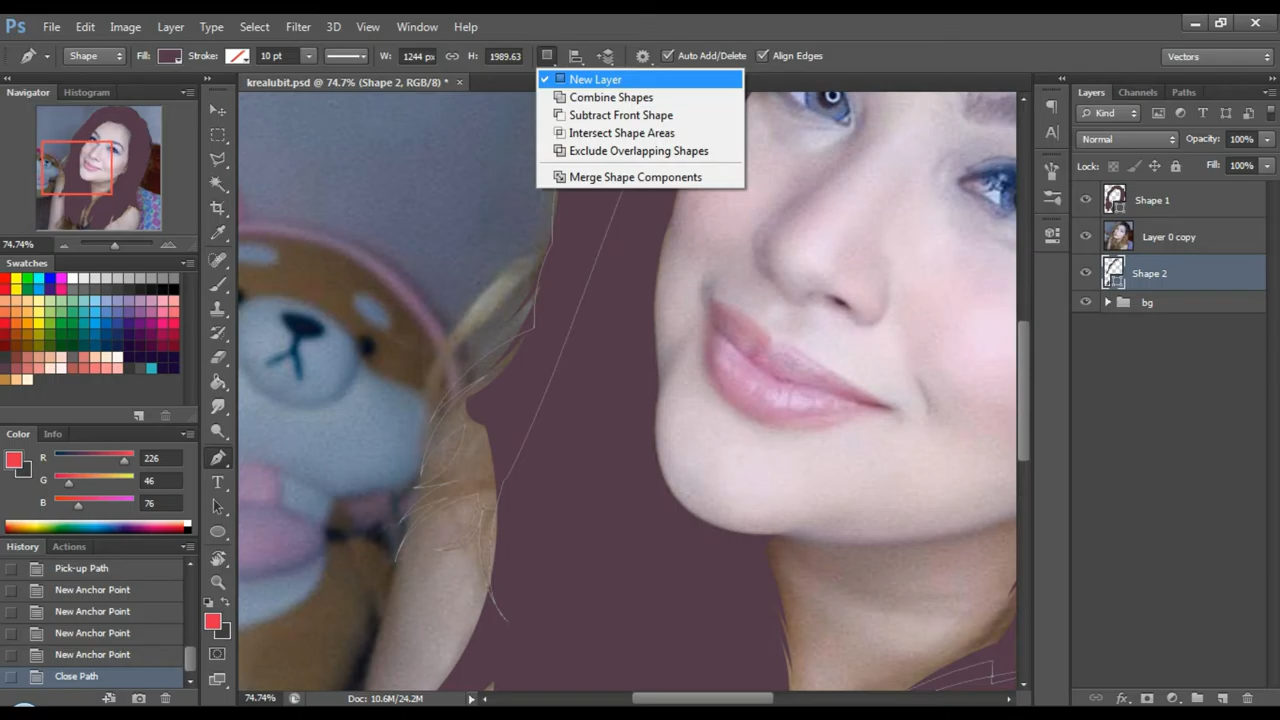 Ps File Edit Image Layer Type Select Filter 3D View Window Help
Shape Fill: Stroke: 10 pt W: 1244 px H: 1989.63 Auto Add/Delete Align Edges Vectors
Navigator Histogram
krealubit.psd @ 74.7% (Shape 2, RGB/8) * ×
New Layer
Combine Shapes
Subtract Front Shape
Intersect Shape Areas
Exclude Overlapping Shapes
Merge Shape Components
74.74%
Swatches
Color Info
R 226
G 46
B 76
History Actions
Pick-up Path
New Anchor Point
New Anchor Point
New Anchor Point
New Anchor Point
Close Path
74.74% Doc: 10.6M/24.2M
Layers Channels Paths
Kind
Normal Opacity: 100%
Lock: Fill: 100%
Shape 1
Layer 0 copy
Shape 2
bg